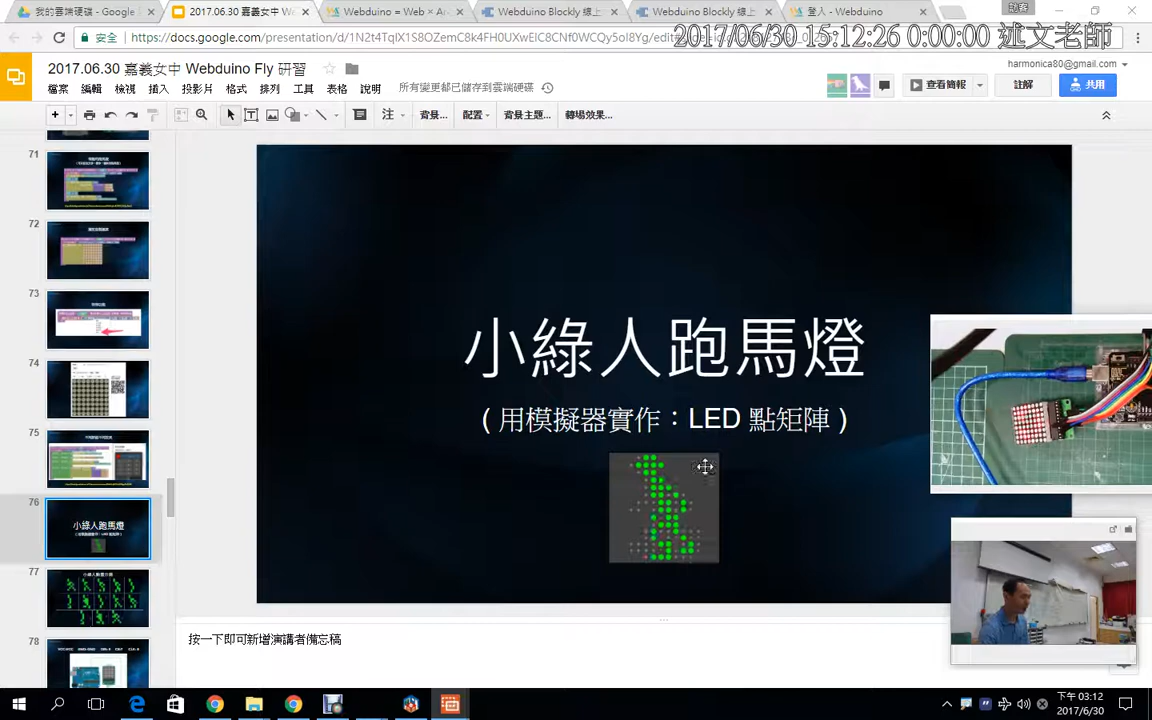 我的雲端硬碟 - Google
2017.06.30 嘉義女中 We
Webduino = Web × Ar
Webduino Blockly 線上
Webduino Blockly 線上
登入 - Webduino
安全
https://docs.google.com/presentation/d/1N2t4TqlX1S8OZemC8k4FH0UXwEIC8Cnf0WCQy5oI8Yg/edit
2017/06/30 15:12:26 0:00:00 述文老師
2017.06.30 嘉義女中 Webduino Fly 研習
harmonica80@gmail.com
檔案 編輯 檢視 插入 投影片 格式 排列 工具 表格 說明
所有變更都已儲存到雲端硬碟
查看簡報
註解
共用
注
背景...
配置
背景主題...
轉場效果...
71
72
73
74
75
76
77
78
小綠人跑馬燈
( 用模擬器實作：LED 點矩陣 )
小綠人跑馬燈
按一下即可新增演講者備忘稿
下午 03:12
2017/6/30